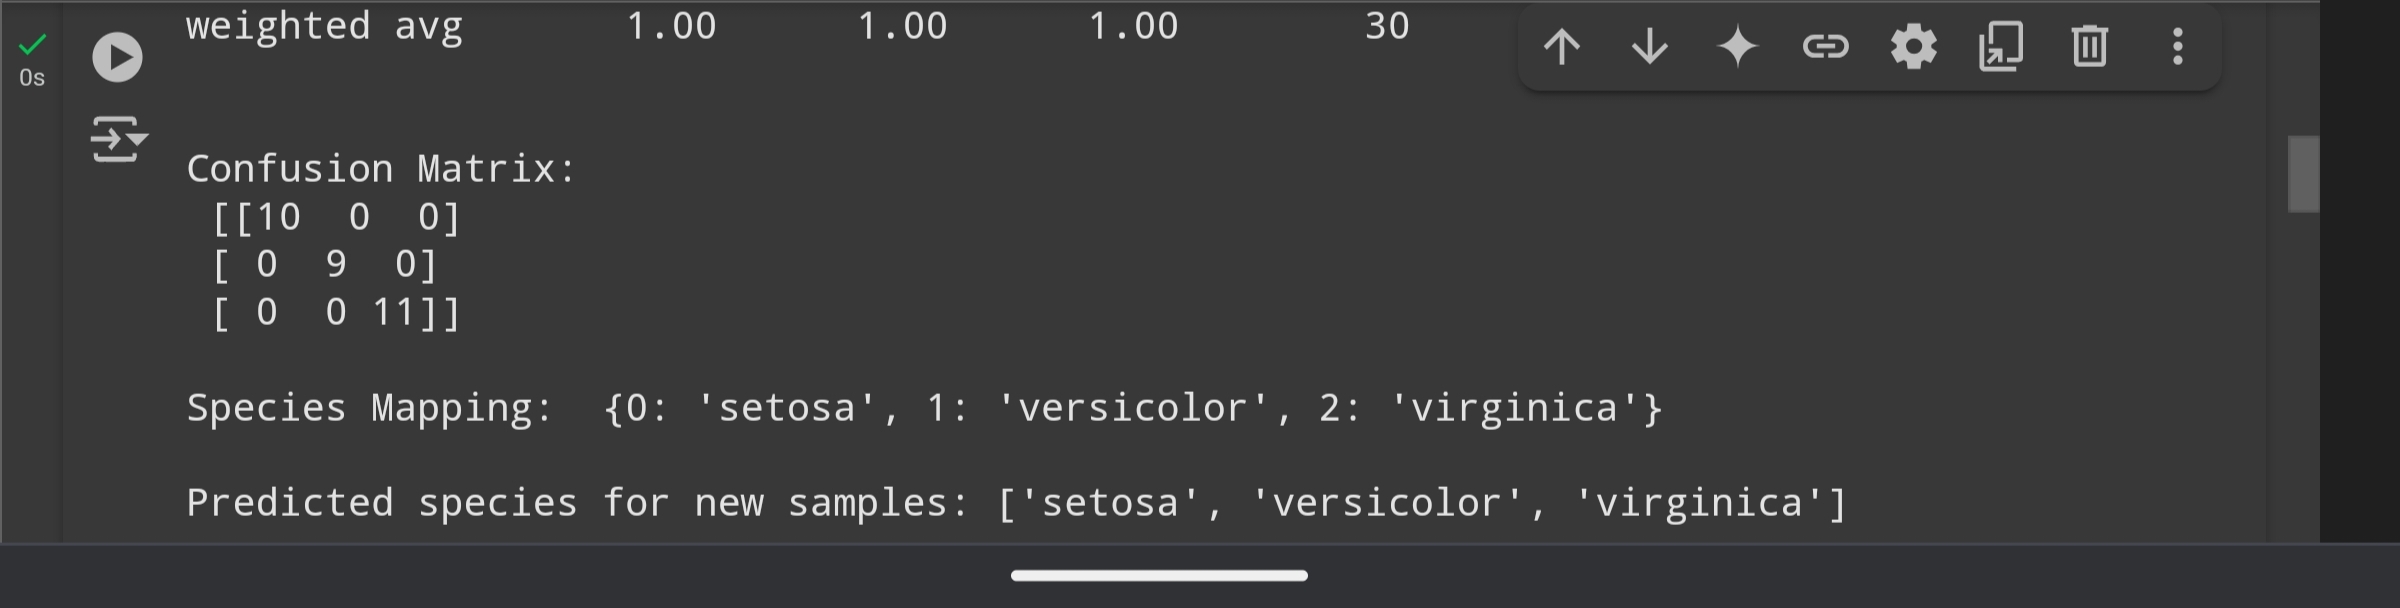 weighted avg 1.00 1.00 1.00 30
0s
Confusion Matrix:
[[10 0 0]
[ 0 9 0]
[ 0 0 11]]
Species Mapping: {0: 'setosa', 1: 'versicolor', 2: 'virginica'}
Predicted species for new samples: ['setosa', 'versicolor', 'virginica']